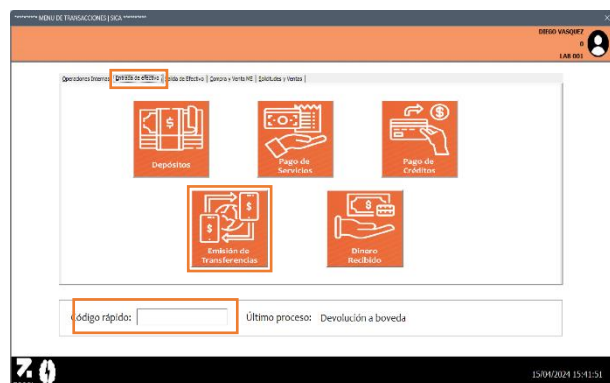 ********** MENU DE TRANSACCIONES | SICA **********
DIEGO VASQUEZ
0
LAB 001
Operaciones Internas | Entrada de efectivo | Salida de Efectivo | Compra y Venta ME | Solicitudes y Ventas |
Depósitos
Pago de
Servicios
Pago de
Créditos
Emisión de
Transferencias
Dinero
Recibido
Código rápido:
Último proceso: Devolución a boveda
15/04/2024 15:41:51